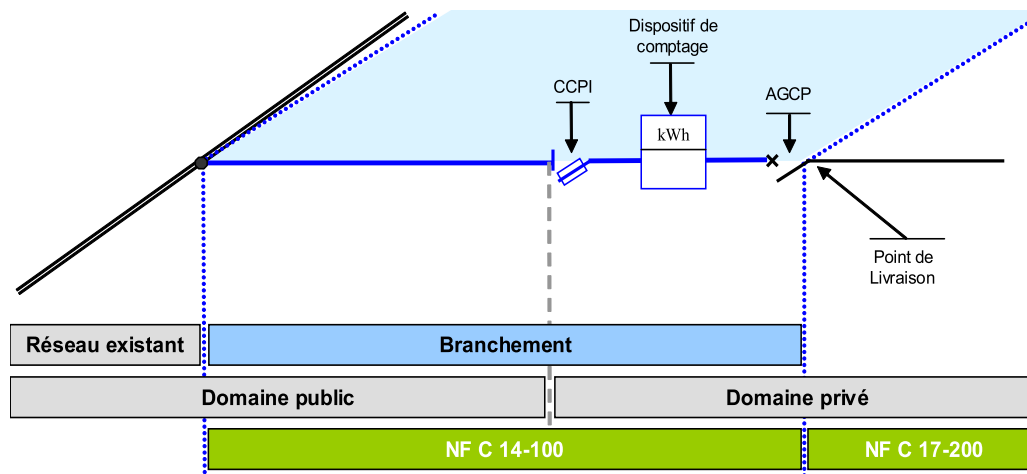 Dispositif de
comptage
CCPI
AGCP
kWh
Point de
Livraison
Réseau existant
Branchement
Domaine public
Domaine privé
NF C 14-100
NF C 17-200